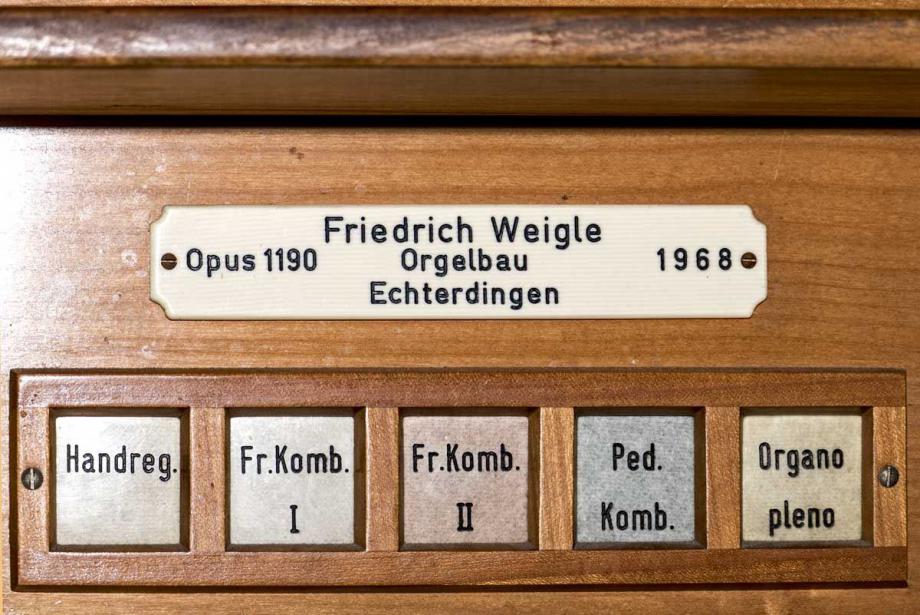 Friedrich Weigle
Opus 1190 Orgelbau 1968
Echterdingen
Handreg.
Fr.Komb.
I
Fr.Komb.
II
Ped.
Komb.
Organo
pleno